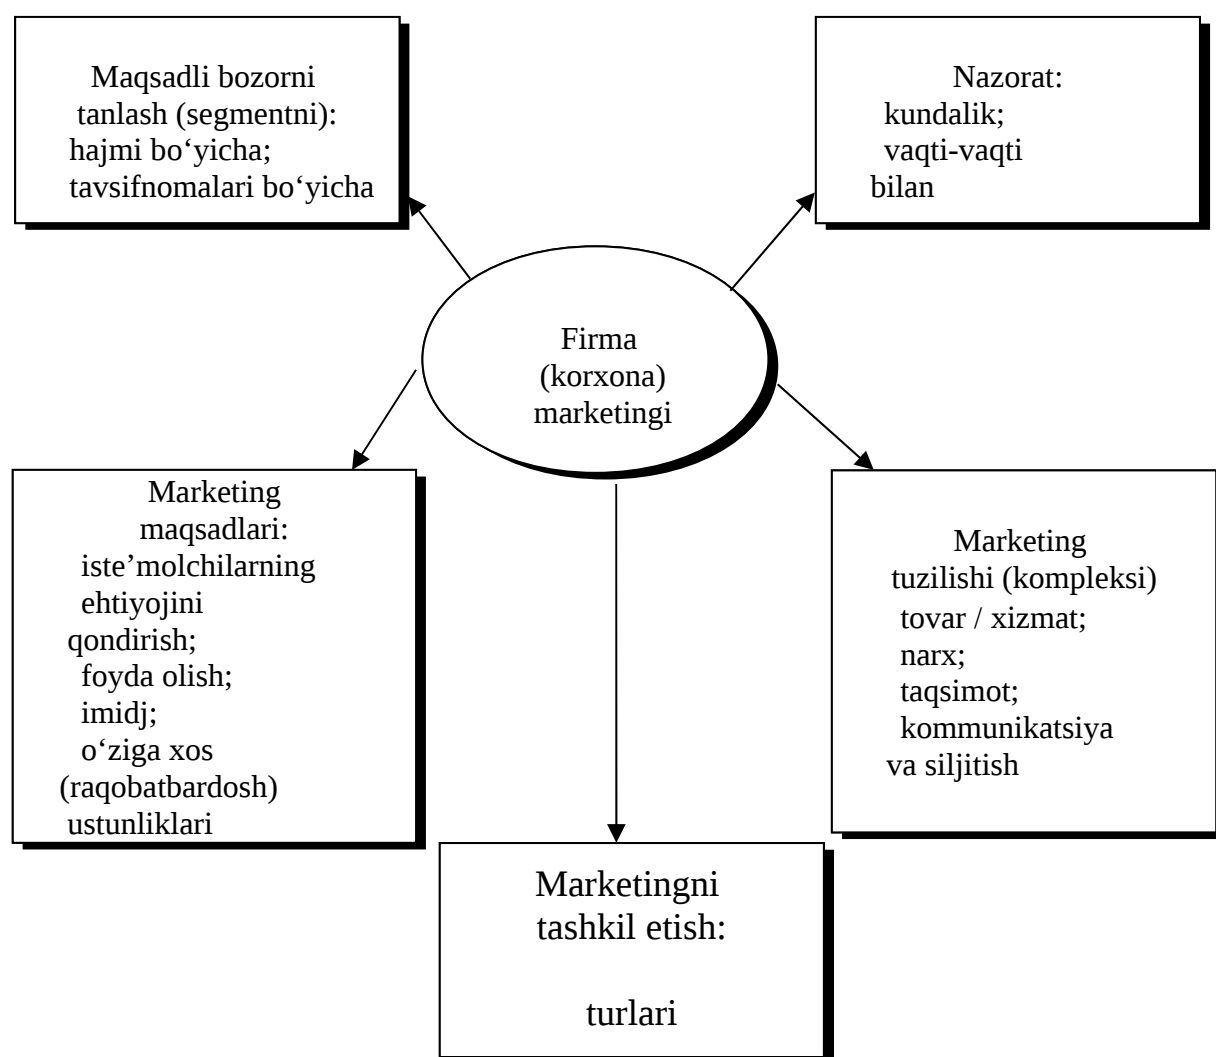 Maqsadli bozorni
tanlash (segmentni):
hajmi bo‘yicha;
tavsifnomalari bo‘yicha
Nazorat:
kundalik;
vaqti-vaqti
bilan
Firma
(korxona)
marketingi
Marketing
maqsadlari:
iste’molchilarning
ehtiyojini
qondirish;
foyda olish;
imidj;
o‘ziga xos
(raqobatbardosh)
ustunliklari
Marketing
tuzilishi (kompleksi)
tovar / xizmat;
narx;
taqsimot;
kommunikatsiya
va siljitish
Marketingni
tashkil etish:
turlari